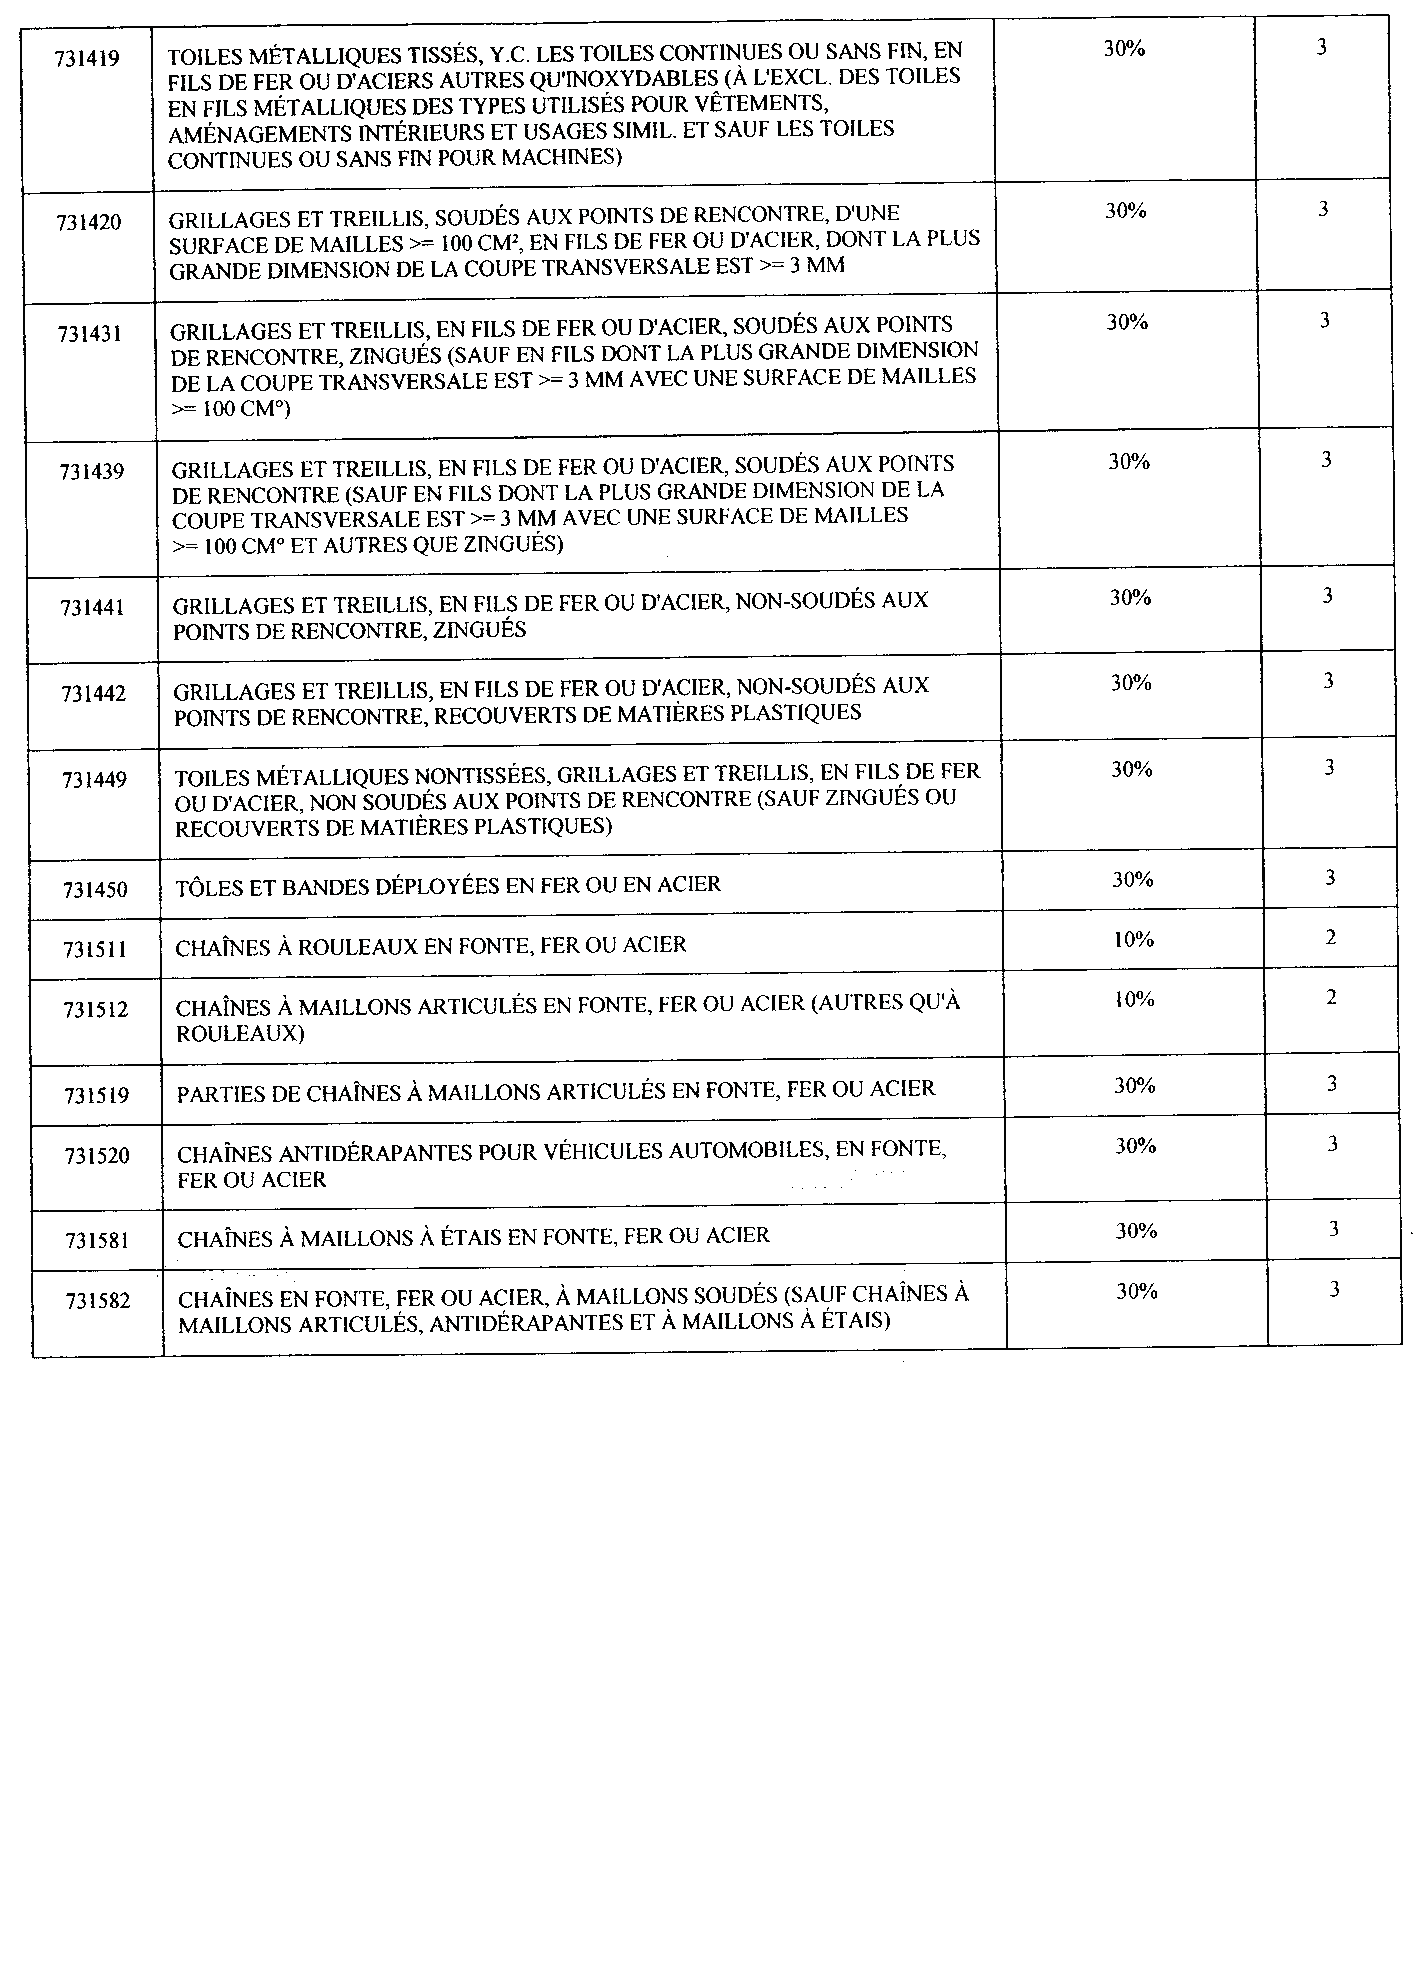 731419 TOILES MÉTALLIQUES TISSÉS, Y.C. LES TOILES CONTINUES OU SANS FIN, EN 30% 3
FILS DE FER OU D'ACIERS AUTRES QU'INOXYDABLES (À L'EXCL. DES TOILES
EN FILS MÉTALLIQUES DES TYPES UTILISÉS POUR VÊTEMENTS,
AMÉNAGEMENTS INTÉRIEURS ET USAGES SIMIL. ET SAUF LES TOILES
CONTINUES OU SANS FIN POUR MACHINES)
731420 GRILLAGES ET TREILLIS, SOUDÉS AUX POINTS DE RENCONTRE, D'UNE 30% 3
SURFACE DE MAILLES >= 100 CM², EN FILS DE FER OU D'ACIER, DONT LA PLUS
GRANDE DIMENSION DE LA COUPE TRANSVERSALE EST >= 3 MM
731431 GRILLAGES ET TREILLIS, EN FILS DE FER OU D'ACIER, SOUDÉS AUX POINTS 30% 3
DE RENCONTRE, ZINGUÉS (SAUF EN FILS DONT LA PLUS GRANDE DIMENSION
DE LA COUPE TRANSVERSALE EST >= 3 MM AVEC UNE SURFACE DE MAILLES
>= 100 CM°)
731439 GRILLAGES ET TREILLIS, EN FILS DE FER OU D'ACIER, SOUDÉS AUX POINTS 30% 3
DE RENCONTRE (SAUF EN FILS DONT LA PLUS GRANDE DIMENSION DE LA
COUPE TRANSVERSALE EST >= 3 MM AVEC UNE SURFACE DE MAILLES
>= 100 CM° ET AUTRES QUE ZINGUÉS)
731441 GRILLAGES ET TREILLIS, EN FILS DE FER OU D'ACIER, NON-SOUDÉS AUX 30% 3
POINTS DE RENCONTRE, ZINGUÉS
731442 GRILLAGES ET TREILLIS, EN FILS DE FER OU D'ACIER, NON-SOUDÉS AUX 30% 3
POINTS DE RENCONTRE, RECOUVERTS DE MATIÈRES PLASTIQUES
731449 TOILES MÉTALLIQUES NONTISSÉES, GRILLAGES ET TREILLIS, EN FILS DE FER 30% 3
OU D'ACIER, NON SOUDÉS AUX POINTS DE RENCONTRE (SAUF ZINGUÉS OU
RECOUVERTS DE MATIÈRES PLASTIQUES)
731450 TÔLES ET BANDES DÉPLOYÉES EN FER OU EN ACIER 30% 3
731511 CHAÎNES À ROULEAUX EN FONTE, FER OU ACIER 10% 2
731512 CHAÎNES À MAILLONS ARTICULÉS EN FONTE, FER OU ACIER (AUTRES QU'À 10% 2
ROULEAUX)
731519 PARTIES DE CHAÎNES À MAILLONS ARTICULÉS EN FONTE, FER OU ACIER 30% 3
731520 CHAÎNES ANTIDÉRAPANTES POUR VÉHICULES AUTOMOBILES, EN FONTE, 30% 3
FER OU ACIER
731581 CHAÎNES À MAILLONS À ÉTAIS EN FONTE, FER OU ACIER 30% 3
731582 CHAÎNES EN FONTE, FER OU ACIER, À MAILLONS SOUDÉS (SAUF CHAÎNES À 30% 3
MAILLONS ARTICULÉS, ANTIDÉRAPANTES ET À MAILLONS À ÉTAIS)